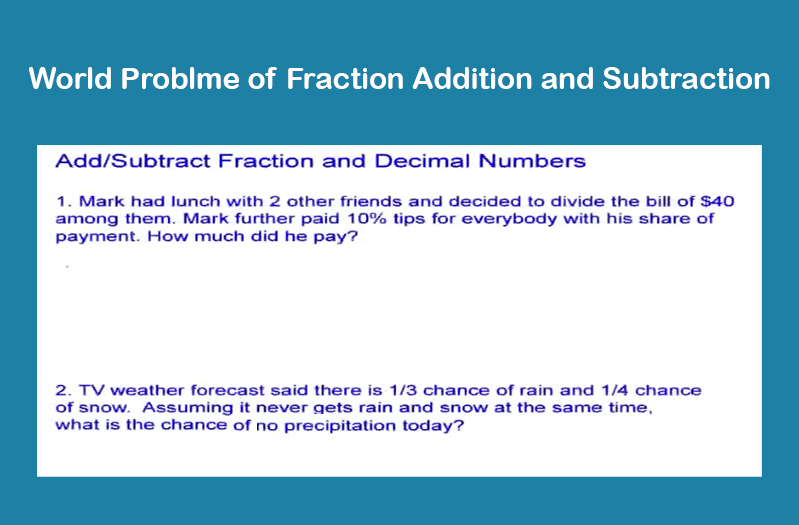 World Problme of Fraction Addition and Subtraction
Add/Subtract Fraction and Decimal Numbers
1. Mark had lunch with 2 other friends and decided to divide the bill of $40
among them. Mark further paid 10% tips for everybody with his share of
payment. How much did he pay?
2. TV weather forecast said there is 1/3 chance of rain and 1/4 chance
of snow. Assuming it never gets rain and snow at the same time,
what is the chance of no precipitation today?